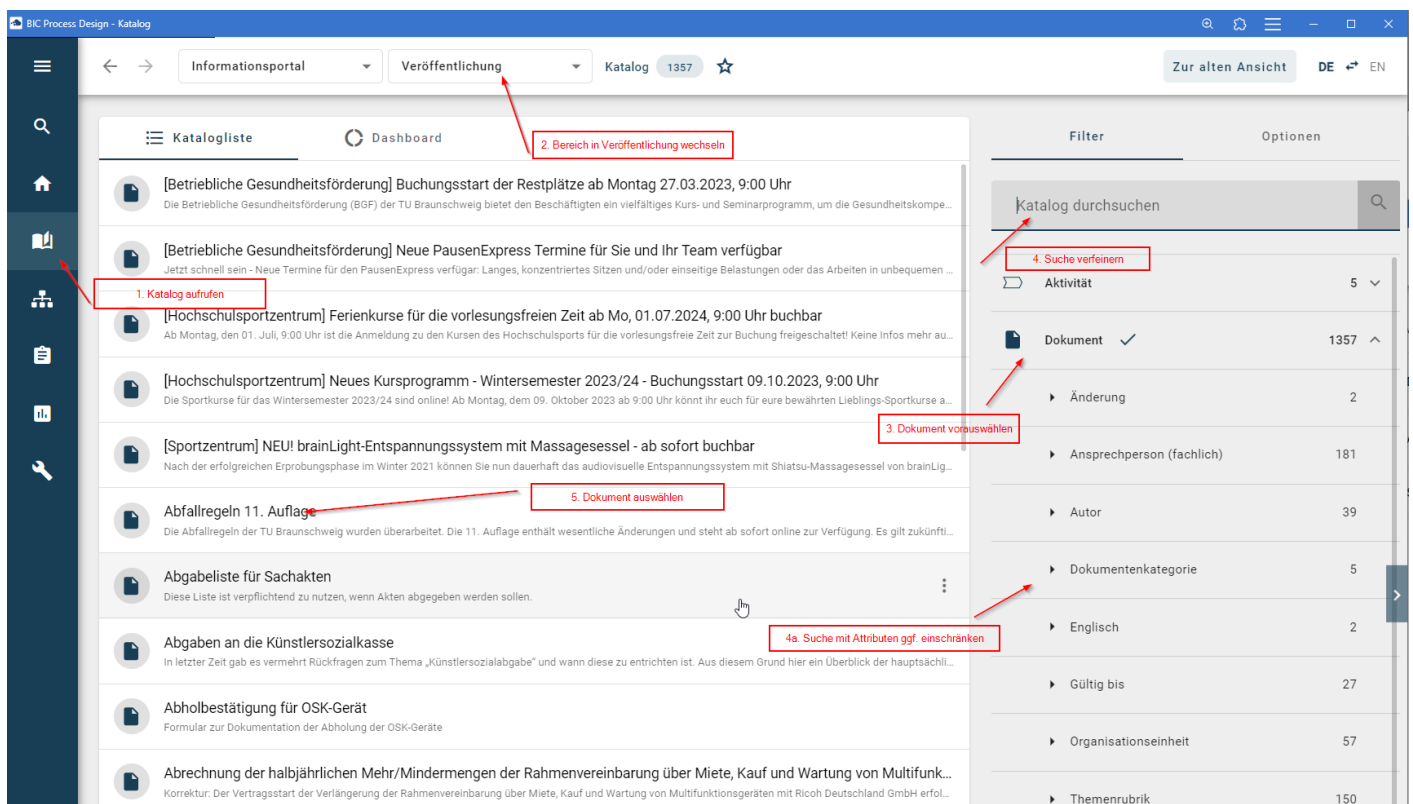 BIC Process Design - Katalog
Informationsportal
Veröffentlichung
Katalog 1357
Zur alten Ansicht
DE EN
Katalogliste
Dashboard
2. Bereich in Veröffentlichung wechseln
Filter
Optionen
[Betriebliche Gesundheitsförderung] Buchungsstart der Restplätze ab Montag 27.03.2023, 9:00 Uhr
Die Betriebliche Gesundheitsförderung (BGF) der TU Braunschweig bietet den Beschäftigten ein vielfältiges Kurs- und Seminarprogramm, um die Gesundheitskompe...
[Betriebliche Gesundheitsförderung] Neue PausenExpress Termine für Sie und Ihr Team verfügbar
Jetzt schnell sein - Neue Termine für den PausenExpress verfügar: Langes, konzentriertes Sitzen und/oder einseitige Belastungen oder das Arbeiten in unbequemen ...
1. Katalog aufrufen
[Hochschulsportzentrum] Ferienkurse für die vorlesungsfreien Zeit ab Mo, 01.07.2024, 9:00 Uhr buchbar
Ab Montag, den 01. Juli, 9:00 Uhr ist die Anmeldung zu den Kursen des Hochschulsports für die vorlesungsfreie Zeit zur Buchung freigeschaltet! Keine Infos mehr au...
[Hochschulsportzentrum] Neues Kursprogramm - Wintersemester 2023/24 - Buchungsstart 09.10.2023, 9:00 Uhr
Die Sportkurse für das Wintersemester 2023/24 sind online! Ab Montag, dem 09. Oktober 2023 ab 9:00 Uhr könnt ihr euch für eure bewährten Lieblings-Sportkurse a...
[Sportzentrum] NEU! brainLight-Entspannungssystem mit Massagesessel - ab sofort buchbar
Nach der erfolgreichen Erprobungsphase im Winter 2021 können Sie nun dauerhaft das audiovisuelle Entspannungssystem mit Shiatsu-Massagesessel von brainLig...
5. Dokument auswählen
Abfallregeln 11. Auflage
Die Abfallregeln der TU Braunschweig wurden überarbeitet. Die 11. Auflage enthält wesentliche Änderungen und steht ab sofort online zur Verfügung. Es gilt zukünfti...
Abgabeliste für Sachakten
Diese Liste ist verpflichtend zu nutzen, wenn Akten abgegeben werden sollen.
Abgaben an die Künstlersozialkasse
In letzter Zeit gab es vermehrt Rückfragen zum Thema „Künstlersozialabgabe“ und wann diese zu entrichten ist. Aus diesem Grund hier ein Überblick der hauptsächli...
Abholbestätigung für OSK-Gerät
Formular zur Dokumentation der Abholung der OSK-Geräte
Abrechnung der halbjährlichen Mehr/Mindermengen der Rahmenvereinbarung über Miete, Kauf und Wartung von Multifunk...
Korrektur: Der Vertragsstart der Verlängerung der Rahmenvereinbarung über Miete, Kauf und Wartung von Multifunktionsgeräten mit Ricoh Deutschland GmbH erfol...
Katalog durchsuchen
4. Suche verfeinern
Aktivität 5
Dokument 1357
Änderung 2
3. Dokument vorauswählen
Ansprechperson (fachlich) 181
Autor 39
Dokumentenkategorie 5
4a. Suche mit Attributen ggf. einschränken
Englisch 2
Gültig bis 27
Organisationseinheit 57
Themenrubrik 150